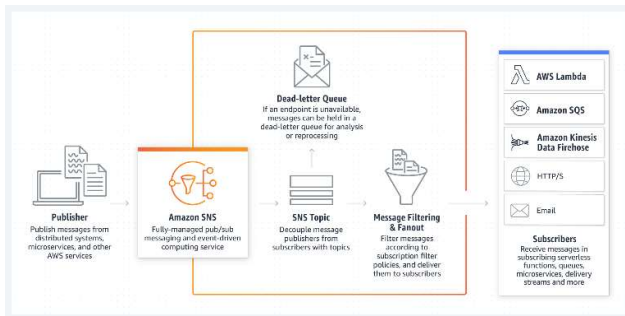 Publisher
Publish messages from
distributed systems,
microservices, and other
AWS services
Amazon SNS
Fully-managed pub/sub
messaging and event-driven
computing service
Dead-letter Queue
If an endpoint is unavailable,
messages can be held in a
dead-letter queue for analysis
or reprocessing
SNS Topic
Decouple message
publishers from
subscribers with topics
Message Filtering
& Fanout
Filter messages
according to
subscription filter
policies, and deliver
them to subscribers
AWS Lambda
Amazon SQS
Amazon Kinesis
Data Firehose
HTTP/S
Email
Subscribers
Receive messages in
subscribing serverless
functions, queues,
microservices, delivery
streams and more